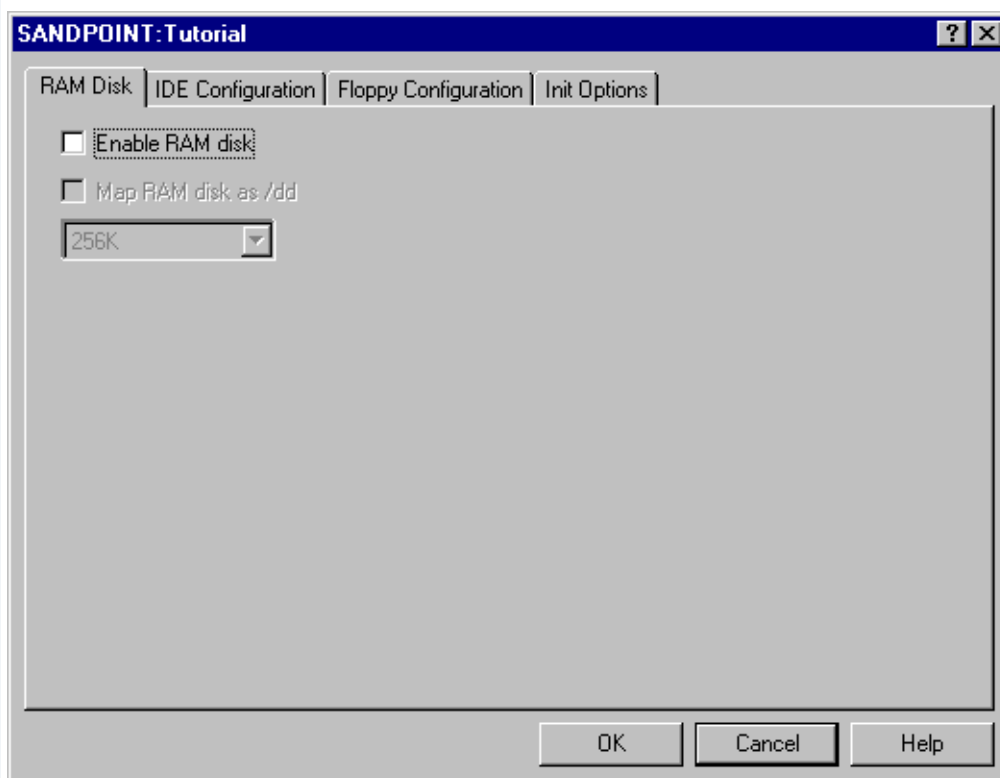 SANDPOINT:Tutorial
RAM Disk IDE Configuration Floppy Configuration Init Options
Enable RAM disk
Map RAM disk as /dd
256K
OK Cancel Help